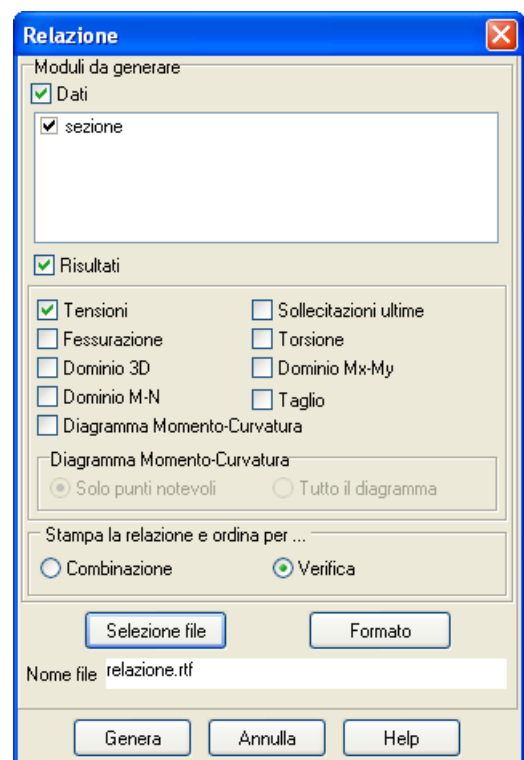 Relazione
Moduli da generare
Dati
sezione
Risultati
Tensioni
Sollecitazioni ultime
Fessurazione
Torsione
Dominio 3D
Dominio Mx-My
Dominio M-N
Taglio
Diagramma Momento-Curvatura
Diagramma Momento-Curvatura
Solo punti notevoli
Tutto il diagramma
Stampa la relazione e ordina per ...
Combinazione
Verifica
Selezione file
Formato
Nome file relazione.rtf
Genera
Annulla
Help